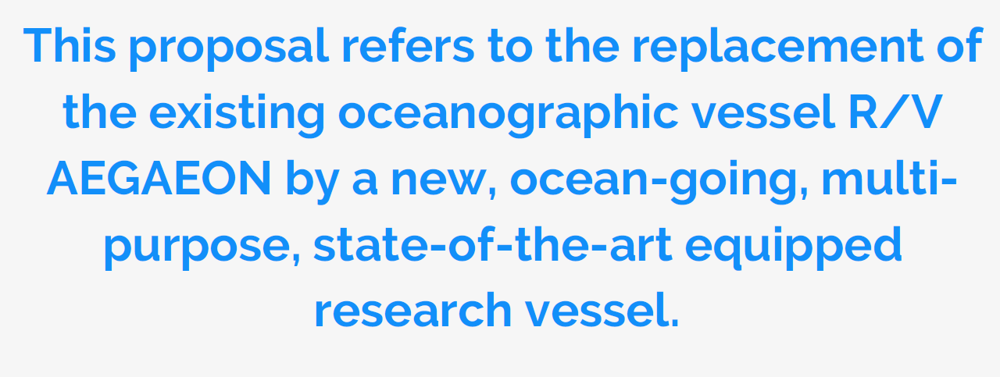 This proposal refers to the replacement of
the existing oceanographic vessel R/V
AEGAEON by a new, ocean-going, multi-
purpose, state-of-the-art equipped
research vessel.